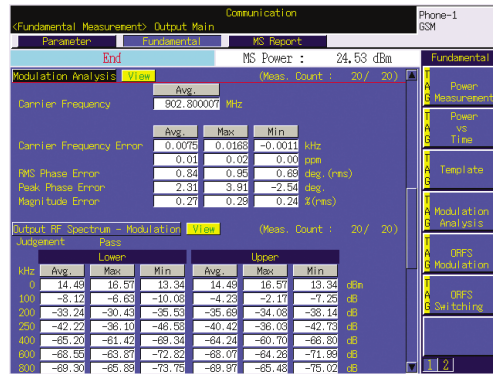 Communication
Phone-1
<Fundamental Measurement> Output Main
GSM
Parameter Fundamental MS Report
End MS Power : 24.53 dBm
Fundamental
Modulation Analysis View (Meas. Count : 20/ 20)
Avg.
Carrier Frequency 902.800007 MHz
Avg. Max Min
Carrier Frequency Error 0.0075 0.0168 -0.0011 kHz
0.01 0.02 0.00 ppm
RMS Phase Error 0.84 0.95 0.69 deg.(rms)
Peak Phase Error 2.31 3.91 -2.54 deg.
Magnitude Error 0.27 0.29 0.24 %(rms)
Output RF Spectrum - Modulation View (Meas. Count : 20/ 20)
Judgement Pass
Lower Upper
kHz Avg. Max Min Avg. Max Min
0 14.49 16.57 13.34 14.49 16.57 13.34 dBm
100 -8.12 -6.63 -10.08 -4.23 -2.17 -7.25 dB
200 -33.24 -30.43 -35.53 -35.69 -34.08 -38.14 dB
250 -42.22 -36.10 -46.58 -40.42 -36.03 -42.73 dB
400 -65.20 -61.42 -69.34 -64.24 -60.70 -66.80 dB
600 -68.55 -63.87 -72.82 -68.07 -64.26 -71.99 dB
800 -69.30 -65.89 -73.75 -69.97 -65.48 -75.02 dB
TAG
Power
Measurement
TAG
Power
vs
Time
TAG
Template
TAG
Modulation
Analysis
TAG
ORFS
Modulation
TAG
ORFS
Switching
1 2